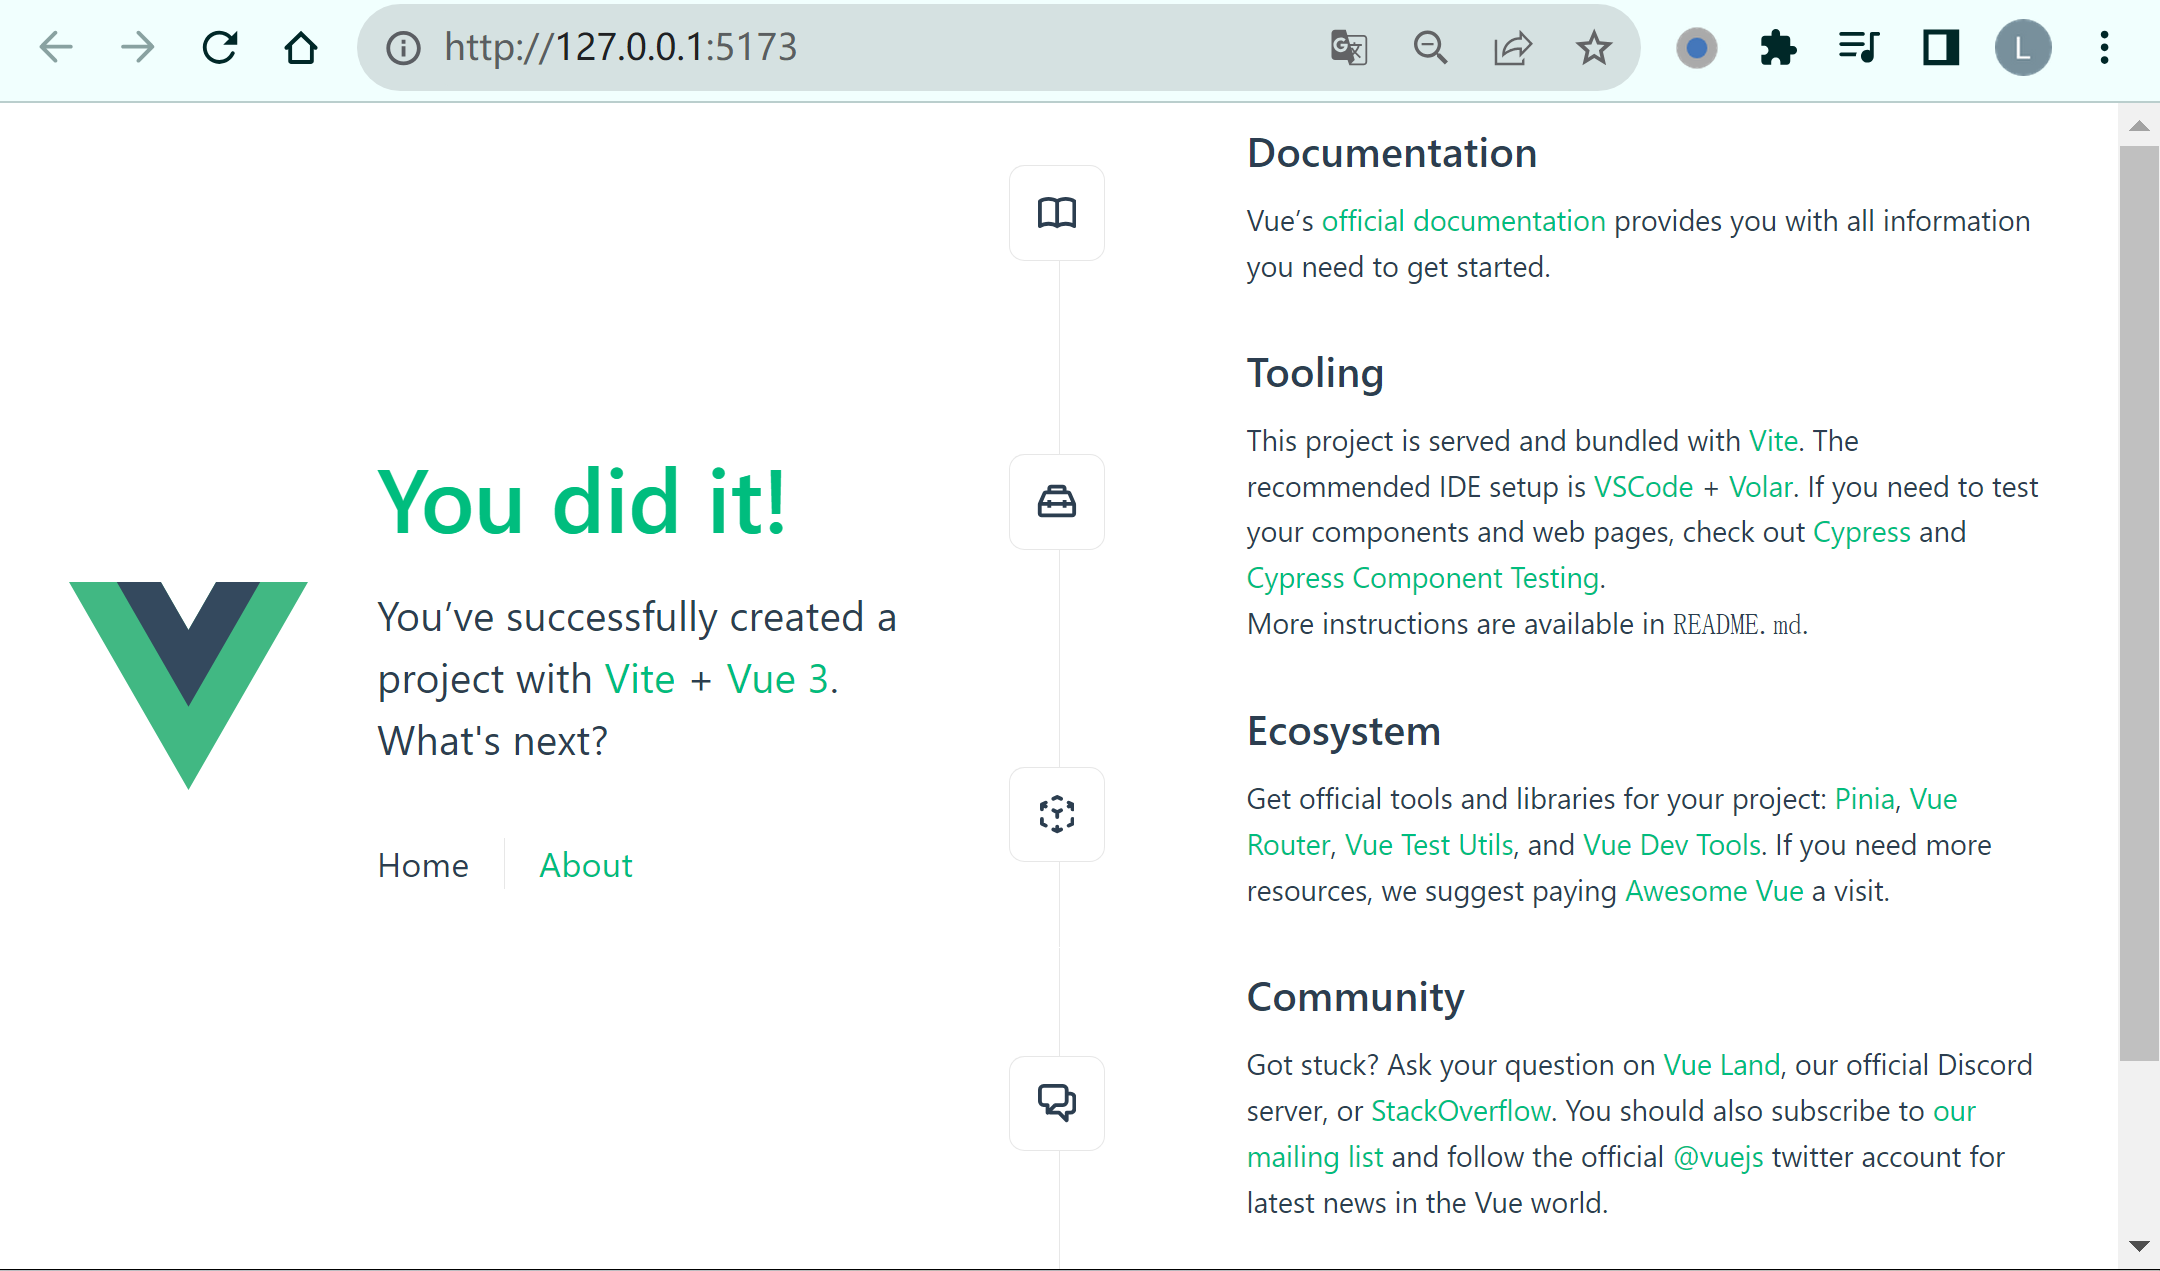 http://127.0.0.1:5173
L
You did it!
You’ve successfully created a
project with Vite + Vue 3.
What's next?
Home
About
Documentation
Vue’s official documentation provides you with all information
you need to get started.
Tooling
This project is served and bundled with Vite. The
recommended IDE setup is VSCode + Volar. If you need to test
your components and web pages, check out Cypress and
Cypress Component Testing.
More instructions are available in README.md.
Ecosystem
Get official tools and libraries for your project: Pinia, Vue
Router, Vue Test Utils, and Vue Dev Tools. If you need more
resources, we suggest paying Awesome Vue a visit.
Community
Got stuck? Ask your question on Vue Land, our official Discord
server, or StackOverflow. You should also subscribe to our
mailing list and follow the official @vuejs twitter account for
latest news in the Vue world.